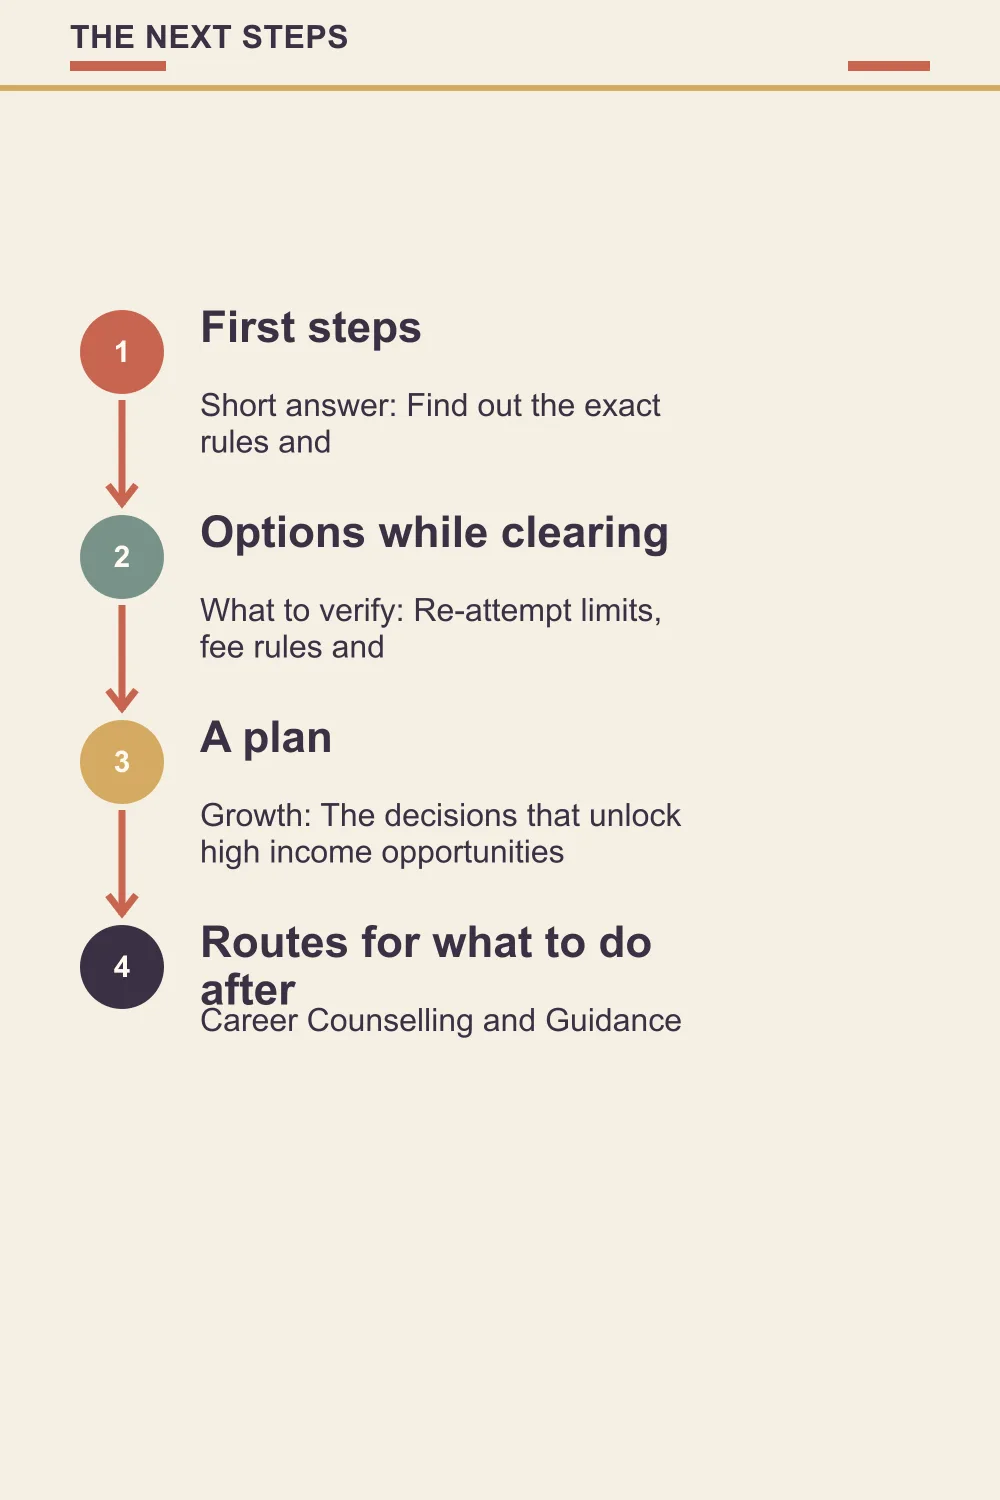 THE NEXT STEPS
1
First steps
Short answer: Find out the exact
rules and
2
Options while clearing
What to verify: Re-attempt limits,
fee rules and
3
A plan
Growth: The decisions that unlock
high income opportunities
4
Routes for what to do
after
Career Counselling and Guidance